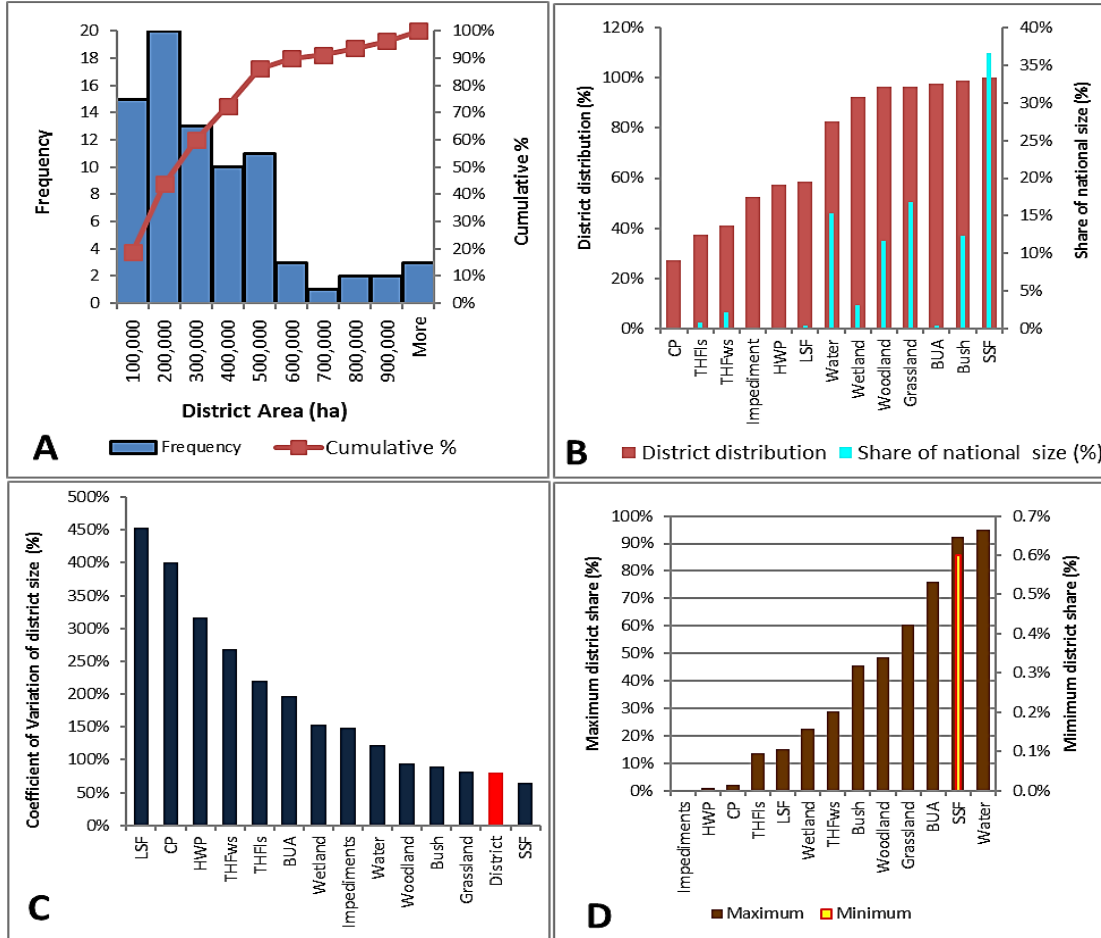 20
18
16
14
12
10
8
6
4
2
0
Frequency
100%
90%
80%
70%
60%
50%
40%
30%
20%
10%
0%
Cumulative %
100,000
200,000
300,000
400,000
500,000
600,000
700,000
800,000
900,000
More
District Area (ha)
Frequency
Cumulative %
A
120%
100%
80%
60%
40%
20%
0%
District distribution (%)
40%
35%
30%
25%
20%
15%
10%
5%
0%
Share of national size (%)
CP
THFls
THFws
Impediment
HWP
LSF
Water
Wetland
Woodland
Grassland
BUA
Bush
SSF
District distribution
Share of national size (%)
B
500%
450%
400%
350%
300%
250%
200%
150%
100%
50%
0%
Coefficient of Variation of district size (%)
LSF
CP
HWP
THFws
THFls
BUA
Wetland
Impediments
Water
Woodland
Bush
Grassland
District
SSF
C
100%
90%
80%
70%
60%
50%
40%
30%
20%
10%
0%
Maximum district share (%)
0.7%
0.6%
0.5%
0.4%
0.3%
0.2%
0.1%
0.0%
Minimum district share (%)
Impediments
HWP
CP
THFls
LSF
Wetland
THFws
Bush
Woodland
Grassland
BUA
SSF
Water
Maximum
Minimum
D